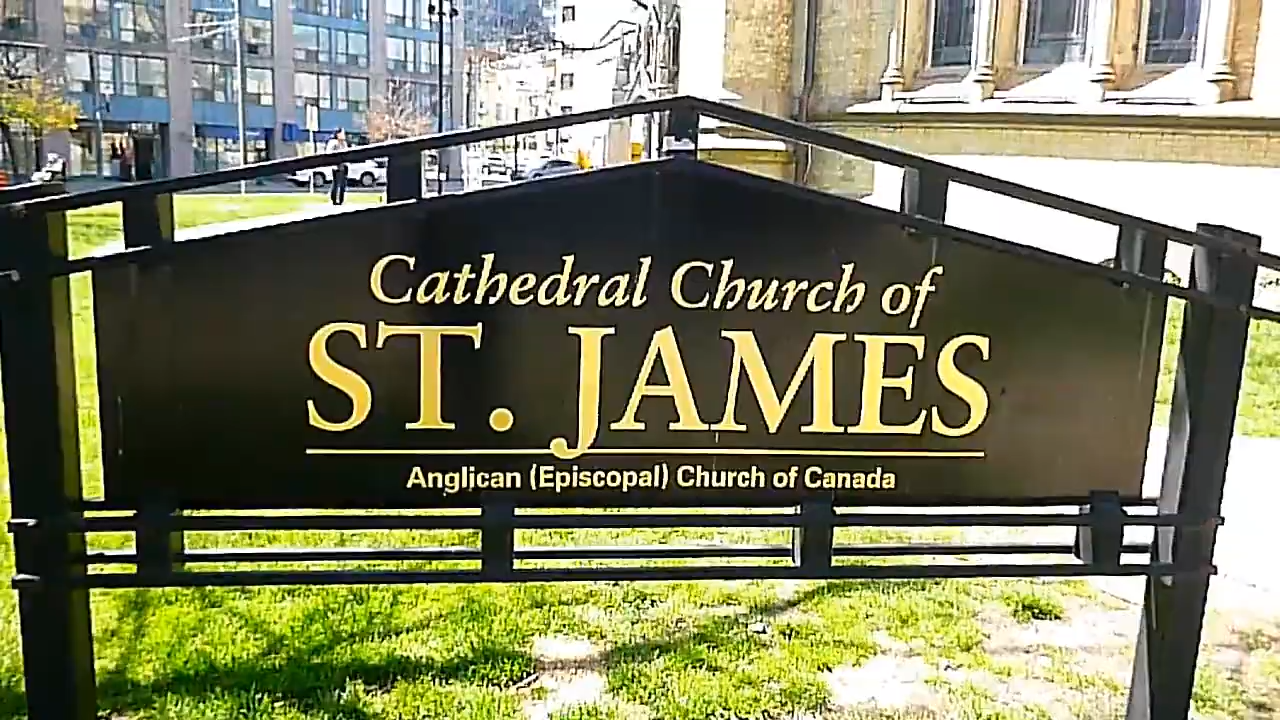 Cathedral Church of
ST. JAMES
Anglican (Episcopal) Church of Canada